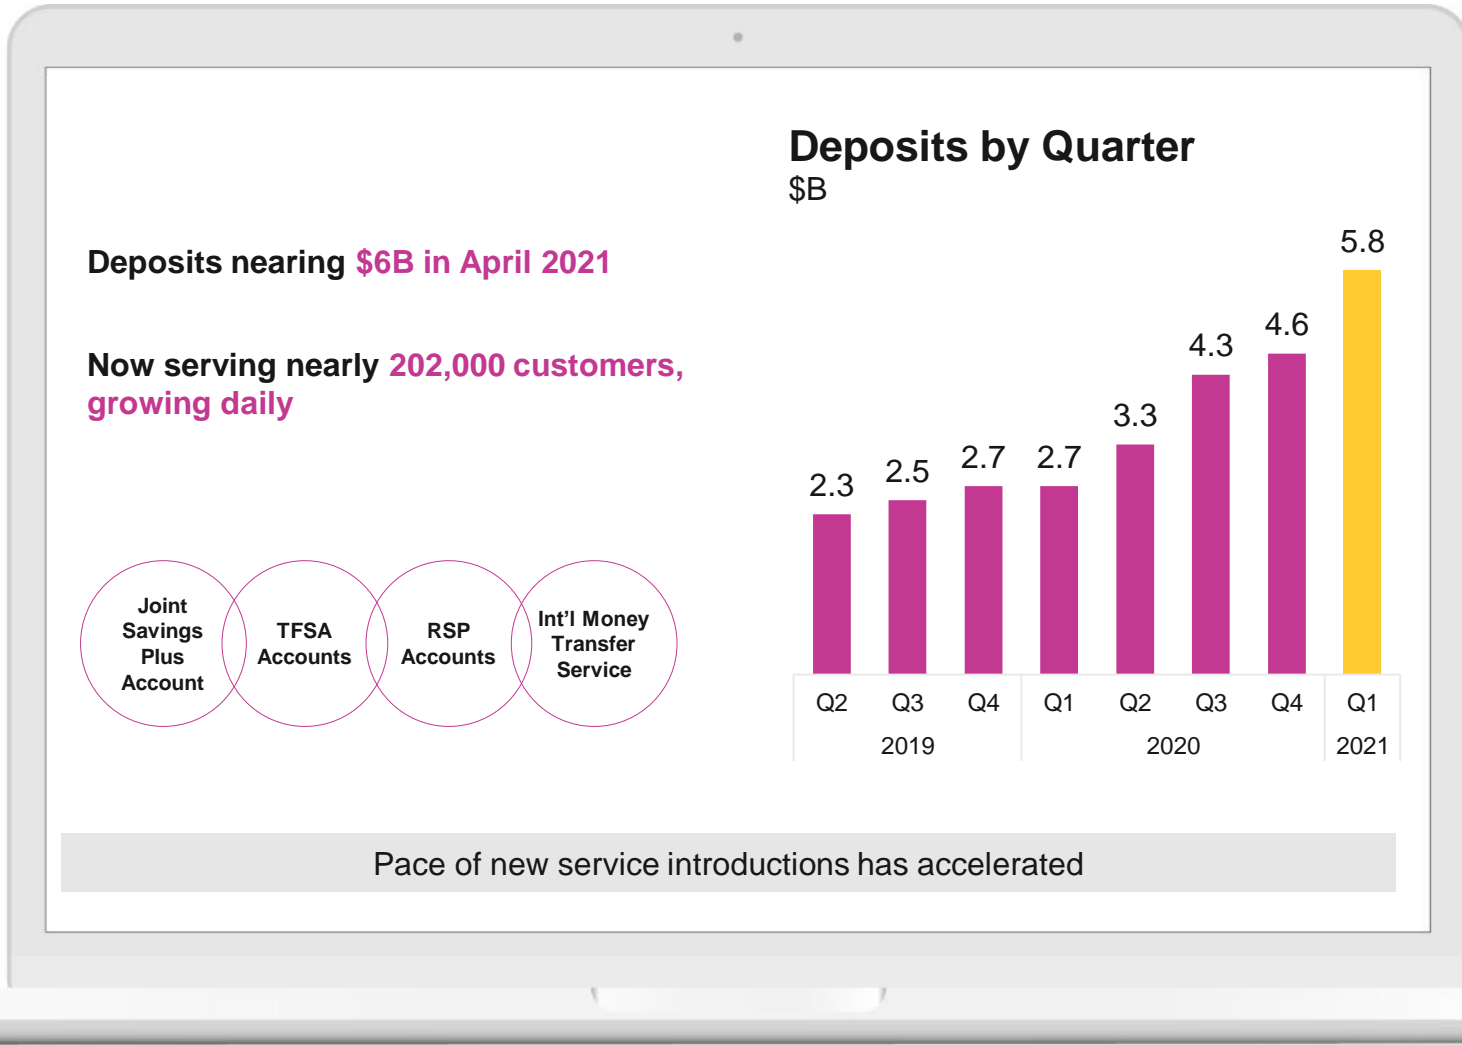 Deposits nearing $6B in April 2021
Now serving nearly 202,000 customers,
growing daily
Joint
Savings
Plus
Account
TFSA
Accounts
RSP
Accounts
Int’l Money
Transfer
Service
Deposits by Quarter
$B
2.3
2.5
2.7
2.7
3.3
4.3
4.6
5.8
Q2 Q3 Q4 Q1 Q2 Q3 Q4 Q1
2019 2020 2021
Pace of new service introductions has accelerated